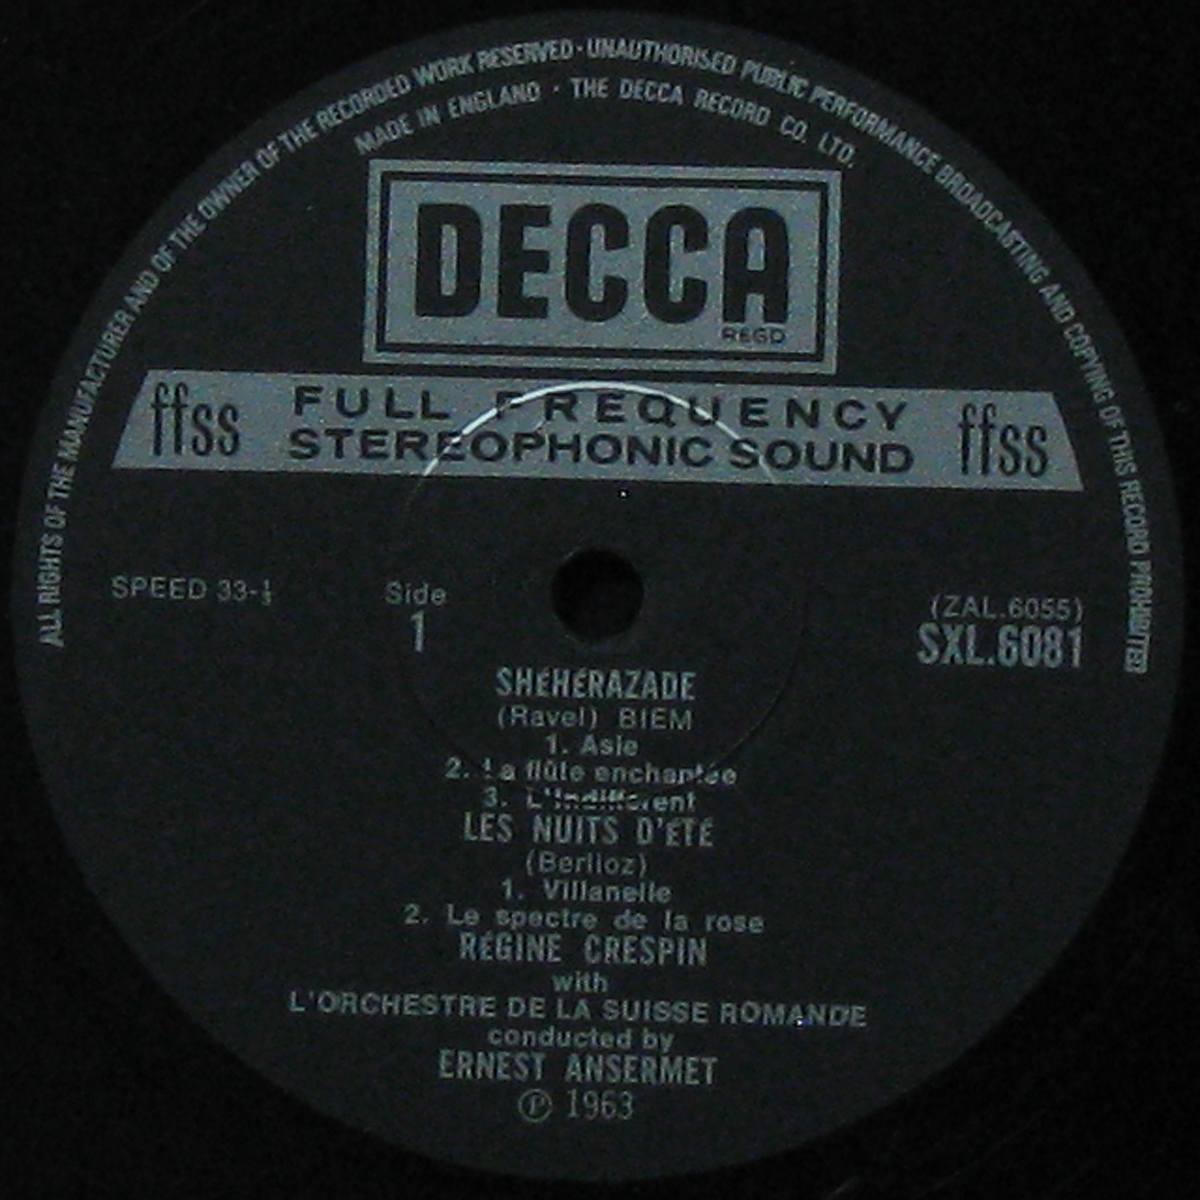 ALL RIGHTS OF THE MANUFACTURER AND OF THE OWNER OF THE RECORDED WORK RESERVED · UNAUTHORISED PUBLIC PERFORMANCE BROADCASTING AND COPYING OF THIS RECORD PROHIBITED
MADE IN ENGLAND · THE DECCA RECORD CO. LTD.
DECCA
REGD
ffss FULL FREQUENCY ffss
STEREOPHONIC SOUND
SPEED 33-⅓ Side (ZAL.6055)
1 SXL.6081
SHÉHÉRAZADE
(Ravel) BIEM
1. Asie
2. La flûte enchantée
3. L'Indifférent
LES NUITS D'ÉTÉ
(Berlioz)
1. Villanelle
2. Le spectre de la rose
RÉGINE CRESPIN
with
L'ORCHESTRE DE LA SUISSE ROMANDE
conducted by
ERNEST ANSERMET
℗ 1963